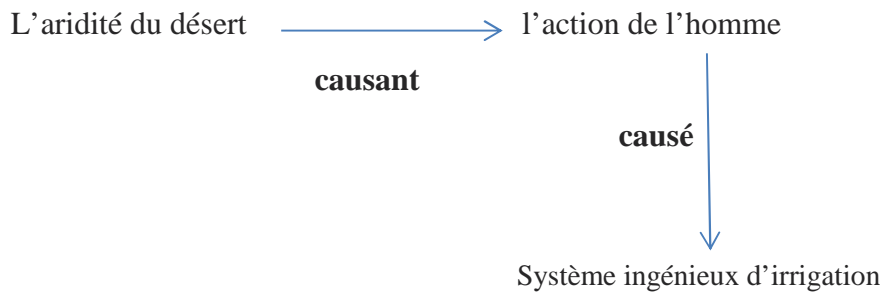 L’aridité du désert l’action de l’homme
causant
causé
Système ingénieux d’irrigation